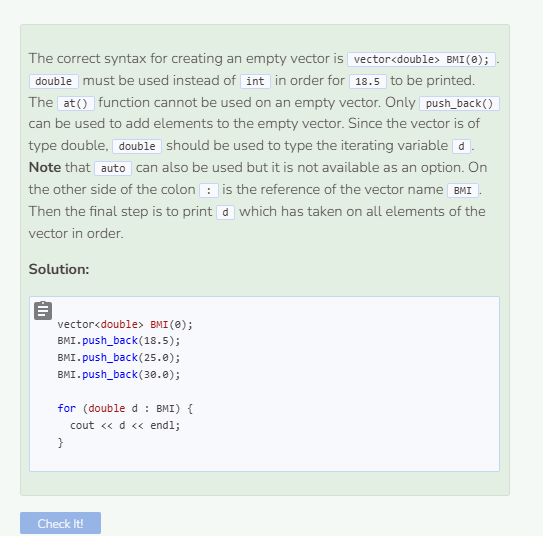 The correct syntax for creating an empty vector is vector<double> BMI(0); .
double must be used instead of int in order for 18.5 to be printed.
The at() function cannot be used on an empty vector. Only push_back()
can be used to add elements to the empty vector. Since the vector is of
type double, double should be used to type the iterating variable d .
Note that auto can also be used but it is not available as an option. On
the other side of the colon : is the reference of the vector name BMI .
Then the final step is to print d which has taken on all elements of the
vector in order.
Solution:
vector<double> BMI(0);
BMI.push_back(18.5);
BMI.push_back(25.0);
BMI.push_back(30.0);
for (double d : BMI) {
cout << d << endl;
}
Check It!